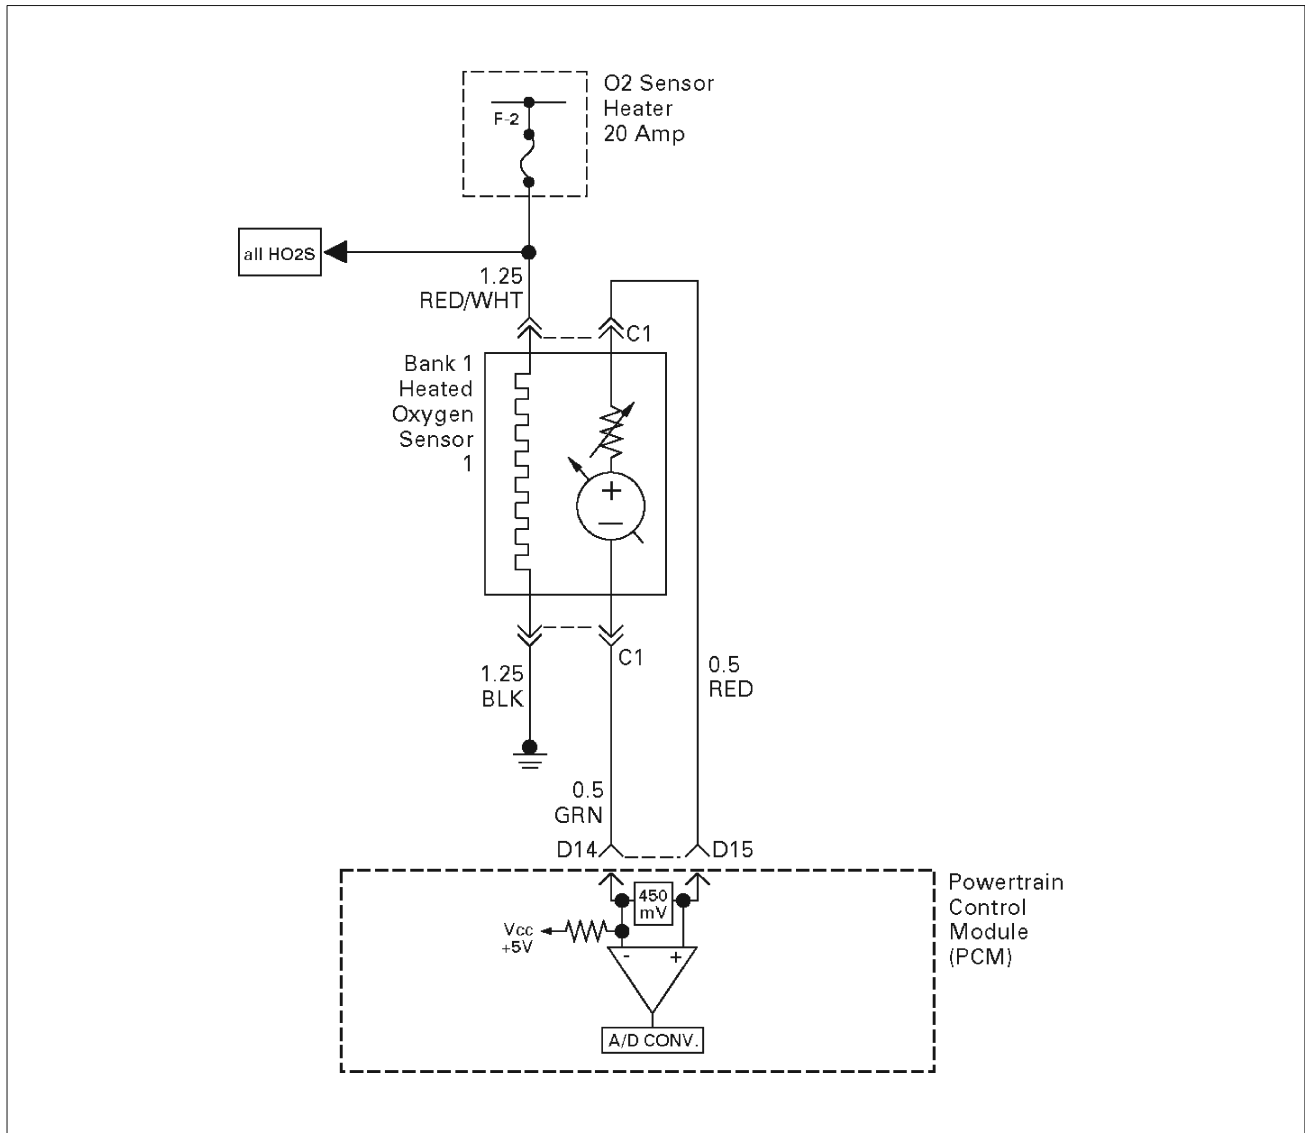 O2 Sensor
Heater
20 Amp
F-2
all HO2S
1.25
RED/WHT
C1
Bank 1
Heated
Oxygen
Sensor
1
+
—
C1
1.25
BLK
0.5
RED
0.5
GRN
D14
D15
450
mV
Vcc
+5V
- +
A/D CONV.
Powertrain
Control
Module
(PCM)